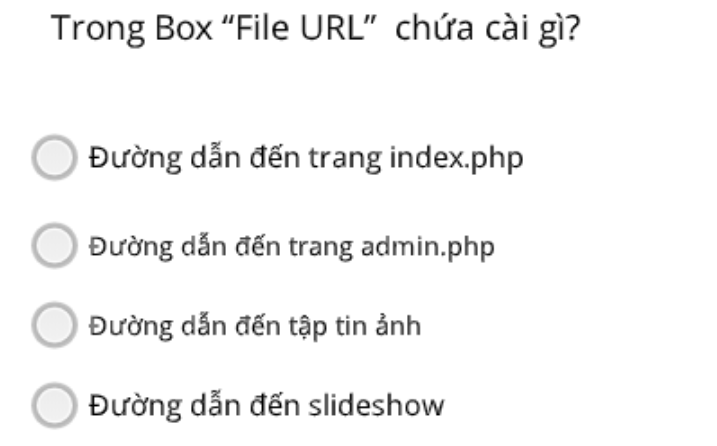 Trong Box “File URL” chứa cài gì?
Đường dẫn đến trang index.php
Đường dẫn đến trang admin.php
Đường dẫn đến tập tin ảnh
Đường dẫn đến slideshow